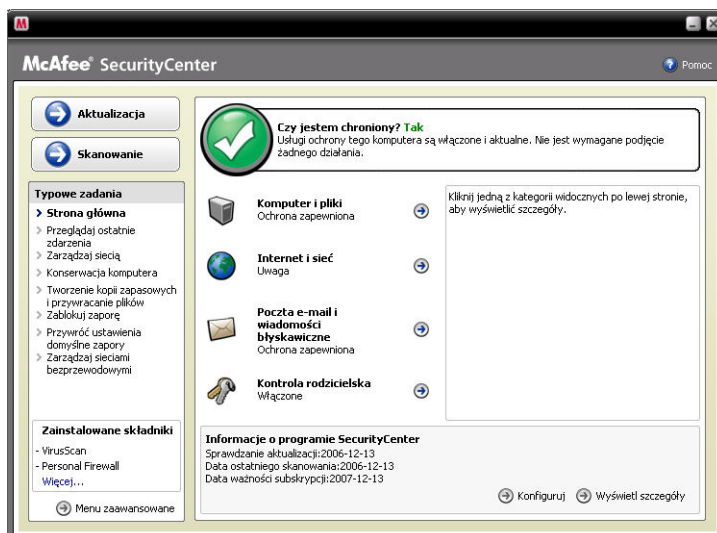 McAfee® SecurityCenter
Pomoc
Aktualizacja
Skanowanie
Typowe zadania
Strona główna
Przeglądaj ostatnie
zdarzenia
Zarządzaj siecią
Konserwacja komputera
Tworzenie kopii zapasowych
i przywracanie plików
Zablokuj zaporę
Przywróć ustawienia
domyślne zapory
Zarządzaj sieciami
bezprzewodowymi
Zainstalowane składniki
- VirusScan
- Personal Firewall
Więcej...
Menu zaawansowane
Czy jestem chroniony? Tak
Usługi ochrony tego komputera są włączone i aktualne. Nie jest wymagane podjęcie
żadnego działania.
Komputer i pliki
Ochrona zapewniona
Internet i sieć
Uwaga
Poczta e-mail i
wiadomości
błyskawiczne
Ochrona zapewniona
Kontrola rodzicielska
Włączone
Kliknij jedną z kategorii widocznych po lewej stronie,
aby wyświetlić szczegóły.
Informacje o programie SecurityCenter
Sprawdzanie aktualizacji:2006-12-13
Data ostatniego skanowania:2006-12-13
Data ważności subskrypcji:2007-12-13
Konfiguruj
Wyświetl szczegóły